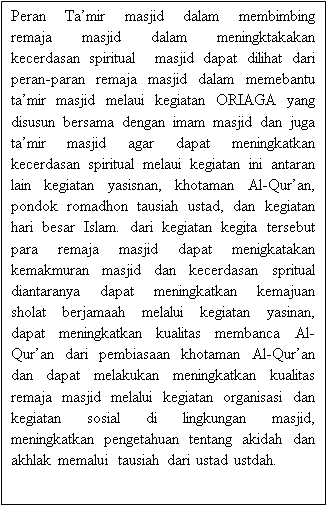 Peran Ta’mir masjid dalam membimbing
remaja masjid dalam meningktakakan
kecerdasan spiritual masjid dapat dilihat dari
peran-paran remaja masjid dalam memebantu
ta’mir masjid melaui kegiatan ORIAGA yang
disusun bersama dengan imam masjid dan juga
ta’mir masjid agar dapat meningkatkan
kecerdasan spiritual melaui kegiatan ini antaran
lain kegiatan yasisnan, khotaman Al-Qur’an,
pondok romadhon tausiah ustad, dan kegiatan
hari besar Islam. dari kegiatan kegita tersebut
para remaja masjid dapat menigkatakan
kemakmuran masjid dan kecerdasan spritual
diantaranya dapat meningkatkan kemajuan
sholat berjamaah melalui kegiatan yasinan,
dapat meningkatkan kualitas membanca Al-
Qur’an dari pembiasaan khotaman Al-Qur’an
dan dapat melakukan meningkatkan kualitas
remaja masjid melalui kegiatan organisasi dan
kegiatan sosial di lingkungan masjid,
meningkatkan pengetahuan tentang akidah dan
akhlak memalui tausiah dari ustad ustdah.